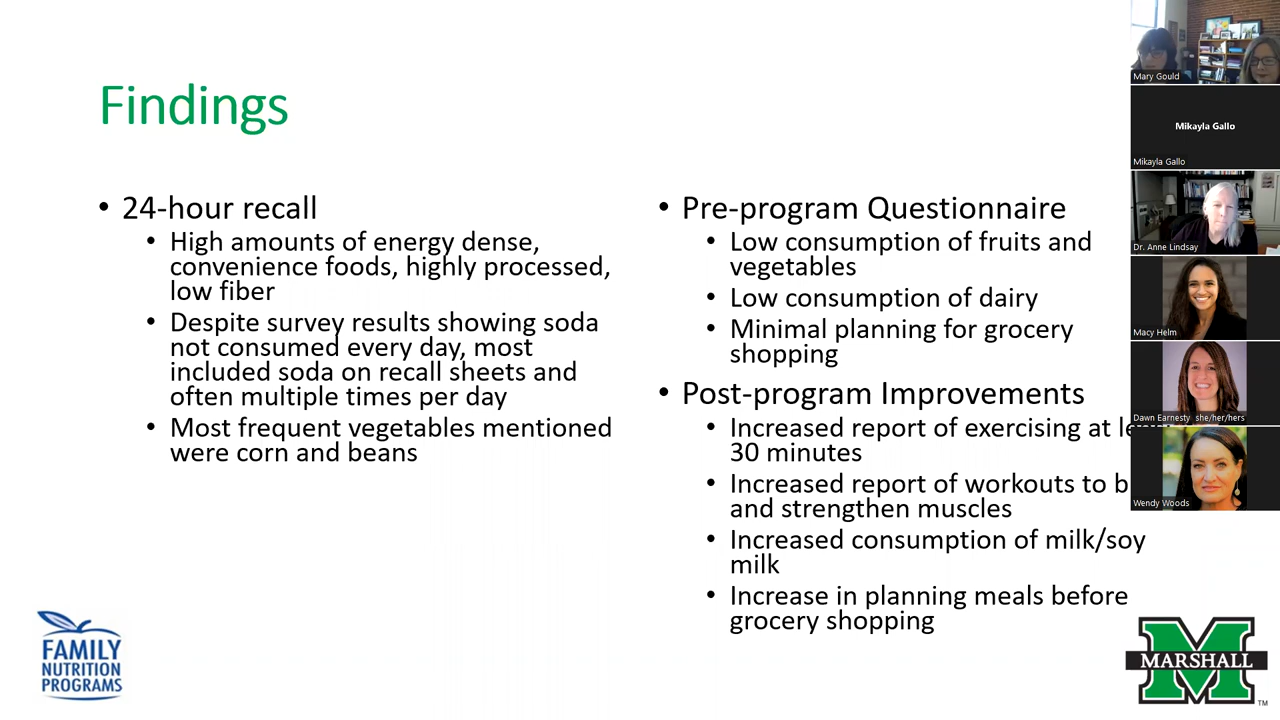 Findings
• 24-hour recall
• High amounts of energy dense,
convenience foods, highly processed,
low fiber
• Despite survey results showing soda
not consumed every day, most
included soda on recall sheets and
often multiple times per day
• Most frequent vegetables mentioned
were corn and beans
• Pre-program Questionnaire
• Low consumption of fruits and
vegetables
• Low consumption of dairy
• Minimal planning for grocery
shopping
• Post-program Improvements
• Increased report of exercising at
30 minutes
• Increased report of workouts to
and strengthen muscles
• Increased consumption of milk/soy
milk
• Increase in planning meals before
grocery shopping
Mary Gould
Mikayla Gallo
Mikayla Gallo
Dr. Anne Lindsay
Macy Helm
Dawn Earnesty she/her/hers
Wendy Woods
FAMILY
NUTRITION
PROGRAMS
M
MARSHALL
TM